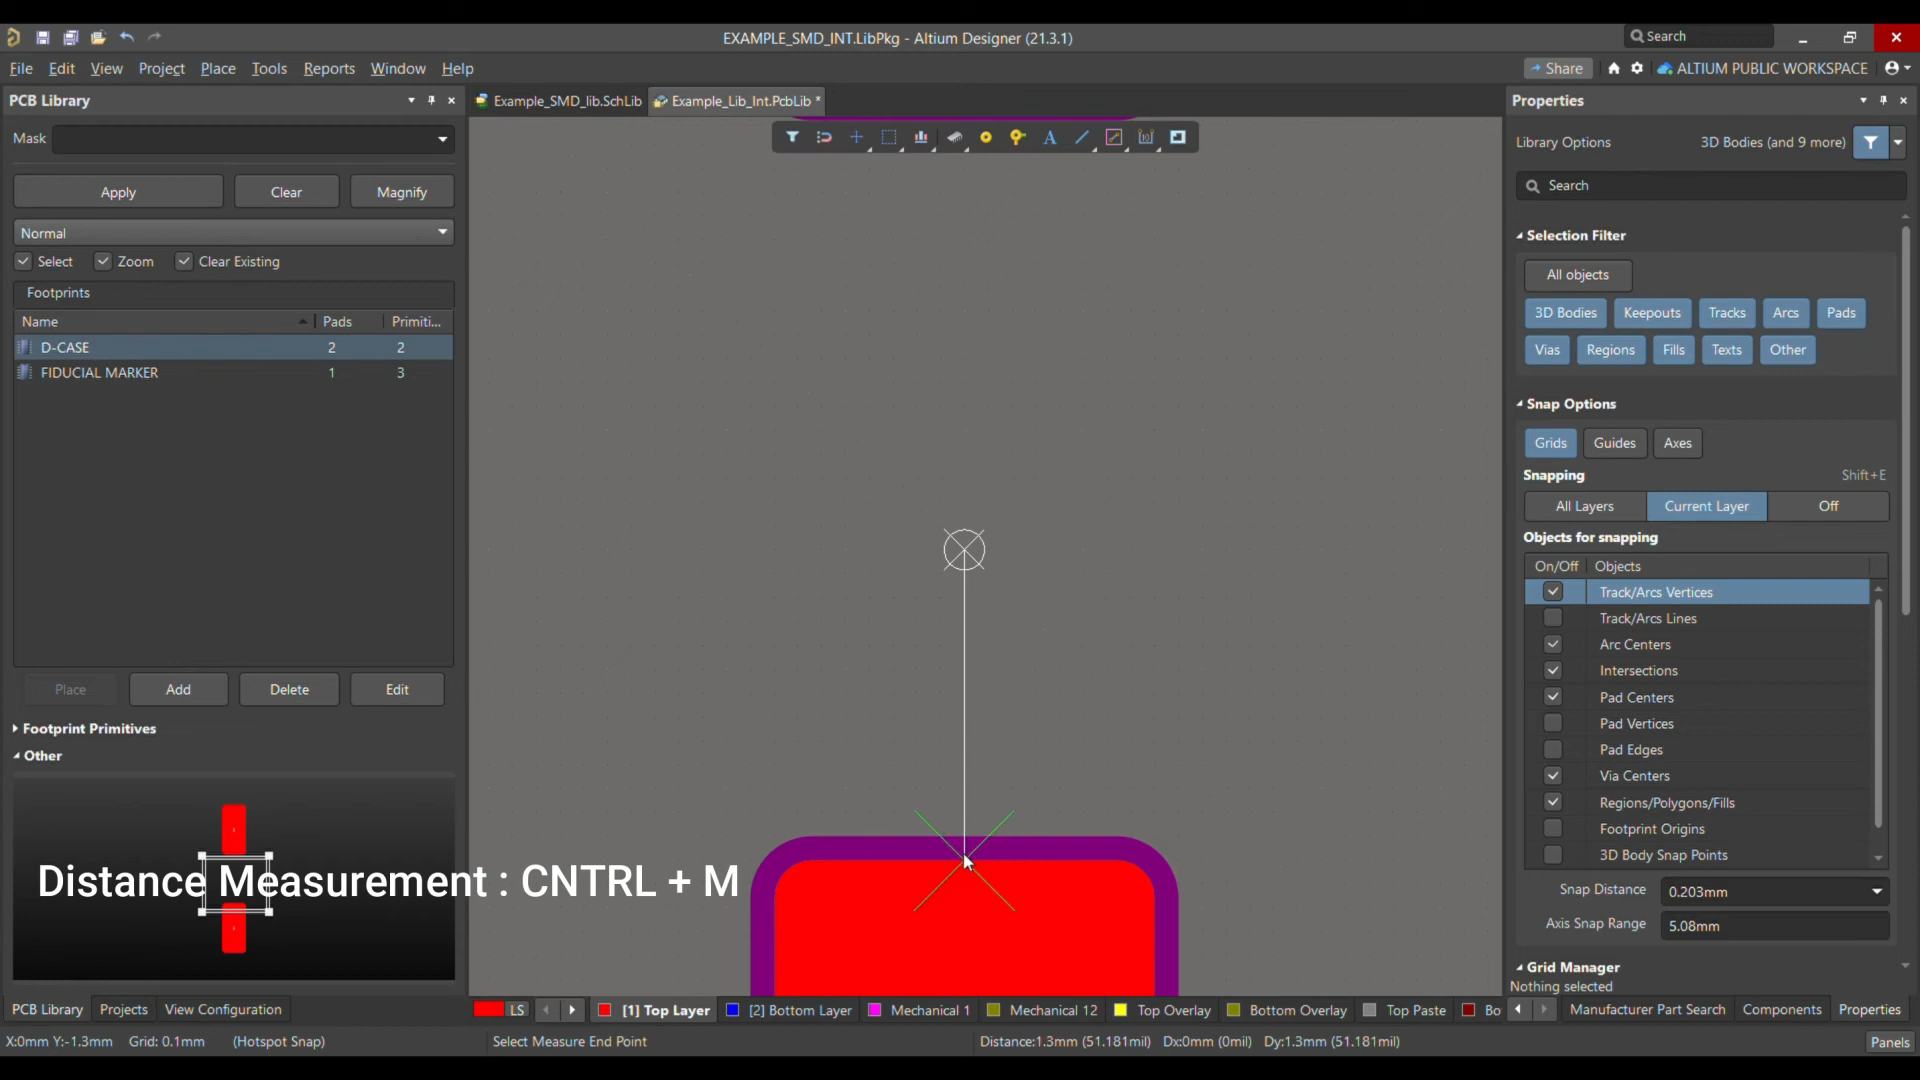 EXAMPLE_SMD_INT.LibPkg - Altium Designer (21.3.1)
Search
File Edit View Project Place Tools Reports Window Help
Share
ALTIUM PUBLIC WORKSPACE
PCB Library
Example_SMD_lib.SchLib
Example_Lib_Int.PcbLib *
Properties
Mask
Library Options
3D Bodies (and 9 more)
Apply
Clear
Magnify
Search
Normal
Select
Zoom
Clear Existing
Selection Filter
All objects
Footprints
Name Pads Primiti...
D-CASE 2 2
FIDUCIAL MARKER 1 3
3D Bodies
Keepouts
Tracks
Arcs
Pads
Vias
Regions
Fills
Texts
Other
Snap Options
Grids
Guides
Axes
Snapping
Shift+E
All Layers
Current Layer
Off
Objects for snapping
On/Off Objects
Track/Arcs Vertices
Track/Arcs Lines
Arc Centers
Intersections
Pad Centers
Pad Vertices
Pad Edges
Via Centers
Regions/Polygons/Fills
Footprint Origins
3D Body Snap Points
Snap Distance 0.203mm
Axis Snap Range 5.08mm
Grid Manager
Nothing selected
Place
Add
Delete
Edit
Footprint Primitives
Other
Distance Measurement : CNTRL + M
PCB Library
Projects
View Configuration
LS
[1] Top Layer
[2] Bottom Layer
Mechanical 1
Mechanical 12
Top Overlay
Bottom Overlay
Top Paste
Bo
Manufacturer Part Search
Components
Properties
X:0mm Y:-1.3mm Grid: 0.1mm (Hotspot Snap)
Select Measure End Point
Distance:1.3mm (51.181mil) Dx:0mm (0mil) Dy:1.3mm (51.181mil)
Panels